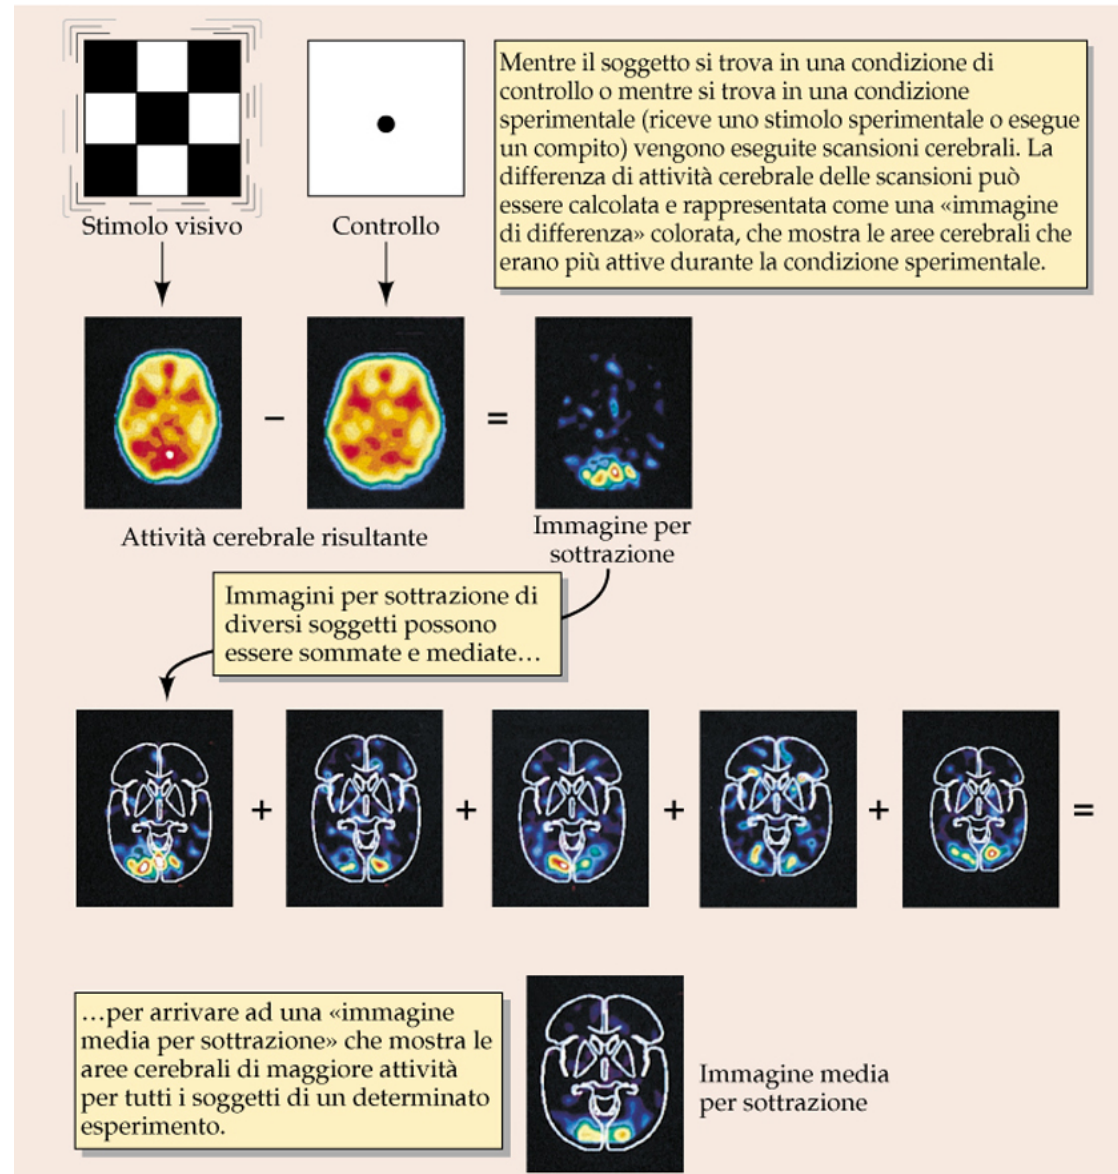 Mentre il soggetto si trova in una condizione di
controllo o mentre si trova in una condizione
sperimentale (riceve uno stimolo sperimentale o esegue
un compito) vengono eseguite scansioni cerebrali. La
differenza di attività cerebrale delle scansioni può
essere calcolata e rappresentata come una «immagine
di differenza» colorata, che mostra le aree cerebrali che
erano più attive durante la condizione sperimentale.
Stimolo visivo
Controllo
–
=
Attività cerebrale risultante
Immagine per
sottrazione
Immagini per sottrazione di
diversi soggetti possono
essere sommate e mediate…
+ + + + =
…per arrivare ad una «immagine
media per sottrazione» che mostra le
aree cerebrali di maggiore attività
per tutti i soggetti di un determinato
esperimento.
Immagine media
per sottrazione